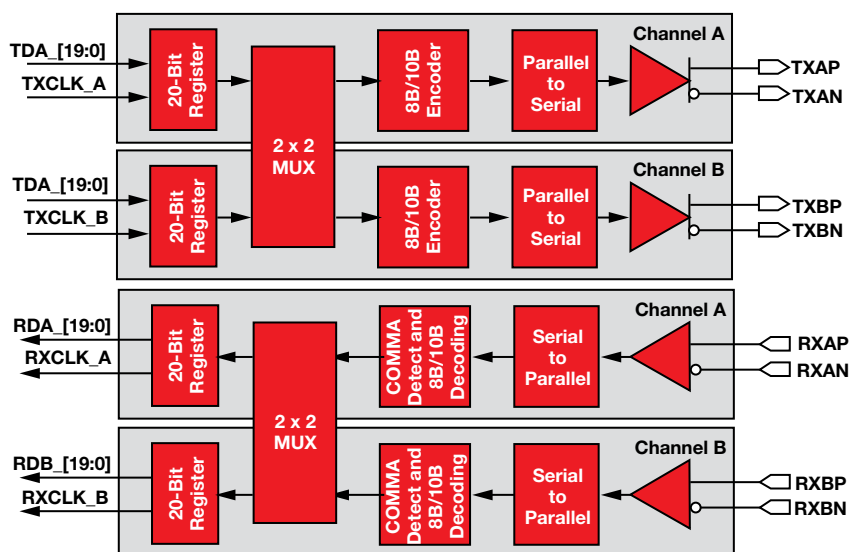 Channel A
TDA_[19:0]
TXCLK_A
20-Bit
Register
2 x 2
MUX
8B/10B
Encoder
Parallel
to
Serial
TXAP
TXAN
Channel B
TDA_[19:0]
TXCLK_B
20-Bit
Register
8B/10B
Encoder
Parallel
to
Serial
TXBP
TXBN
Channel A
RDA_[19:0]
RXCLK_A
20-Bit
Register
2 x 2
MUX
COMMA
Detect and
8B/10B
Decoding
Serial
to
Parallel
RXAP
RXAN
Channel B
RDB_[19:0]
RXCLK_B
20-Bit
Register
COMMA
Detect and
8B/10B
Decoding
Serial
to
Parallel
RXBP
RXBN